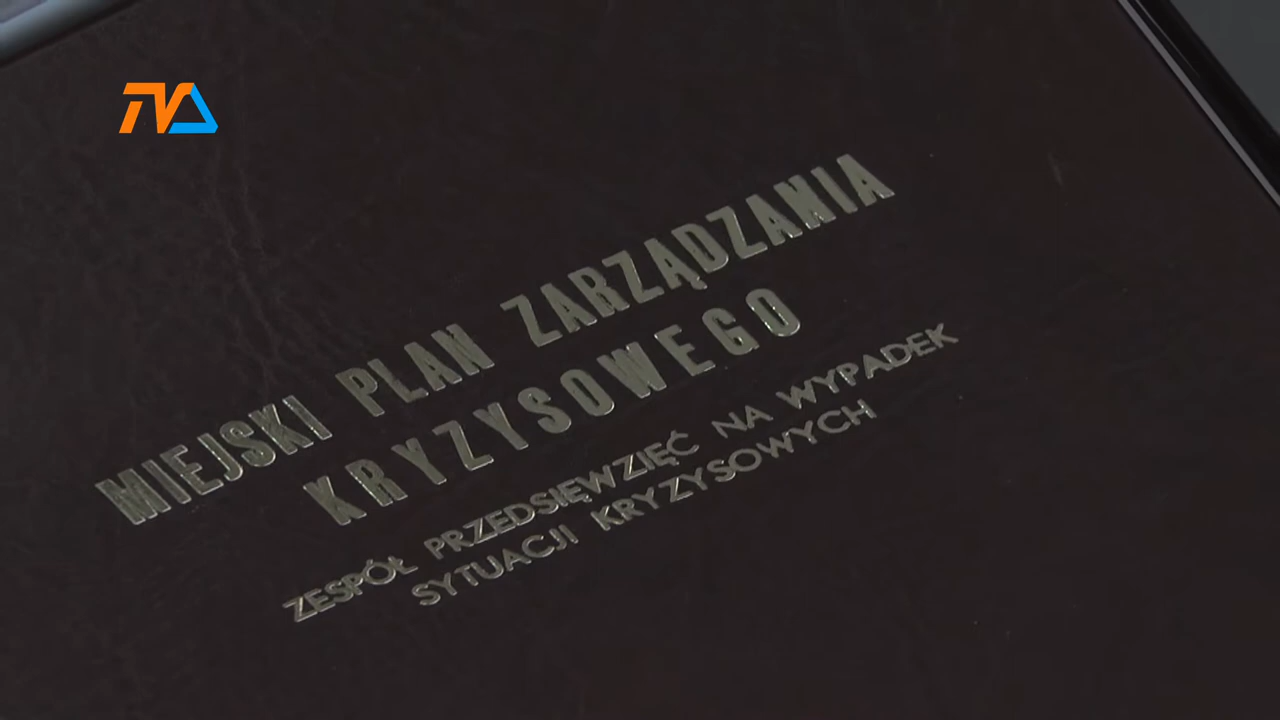 TVA
MIEJSKI PLAN ZARZĄDZANIA
KRYZYSOWEGO
ZESPÓŁ PRZEDSIĘWZIĘĆ NA WYPADEK
SYTUACJI KRYZYSOWYCH